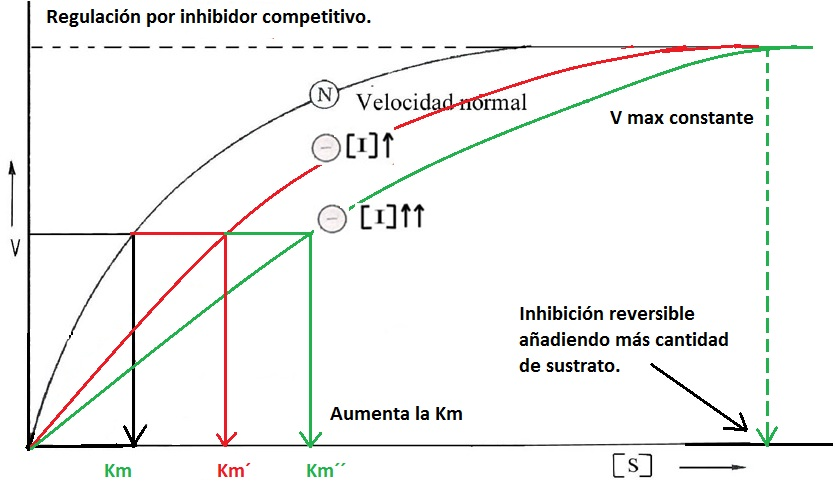 Regulación por inhibidor competitivo.
N Velocidad normal
V max constante
- [I]↑
- [I]↑↑
V
Inhibición reversible
añadiendo más cantidad
de sustrato.
Aumenta la Km
Km Km´ Km´´
[S]